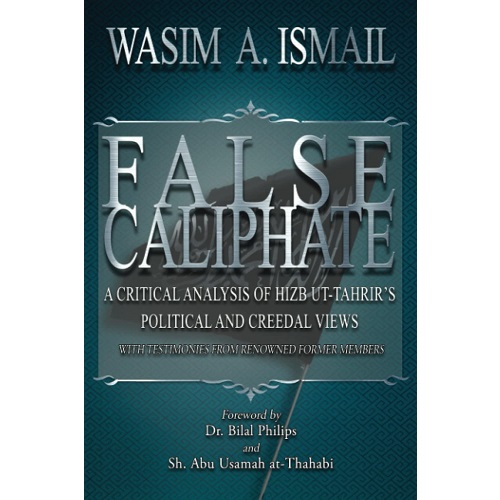 WASIM A. ISMAIL
FALSE
CALIPHATE
A CRITICAL ANALYSIS OF HIZB UT-TAHRIR'S
POLITICAL AND CREEDAL VIEWS
WITH TESTIMONIES FROM RENOWNED FORMER MEMBERS
Foreword by
Dr. Bilal Philips
and
Sh. Abu Usamah at-Thahabi